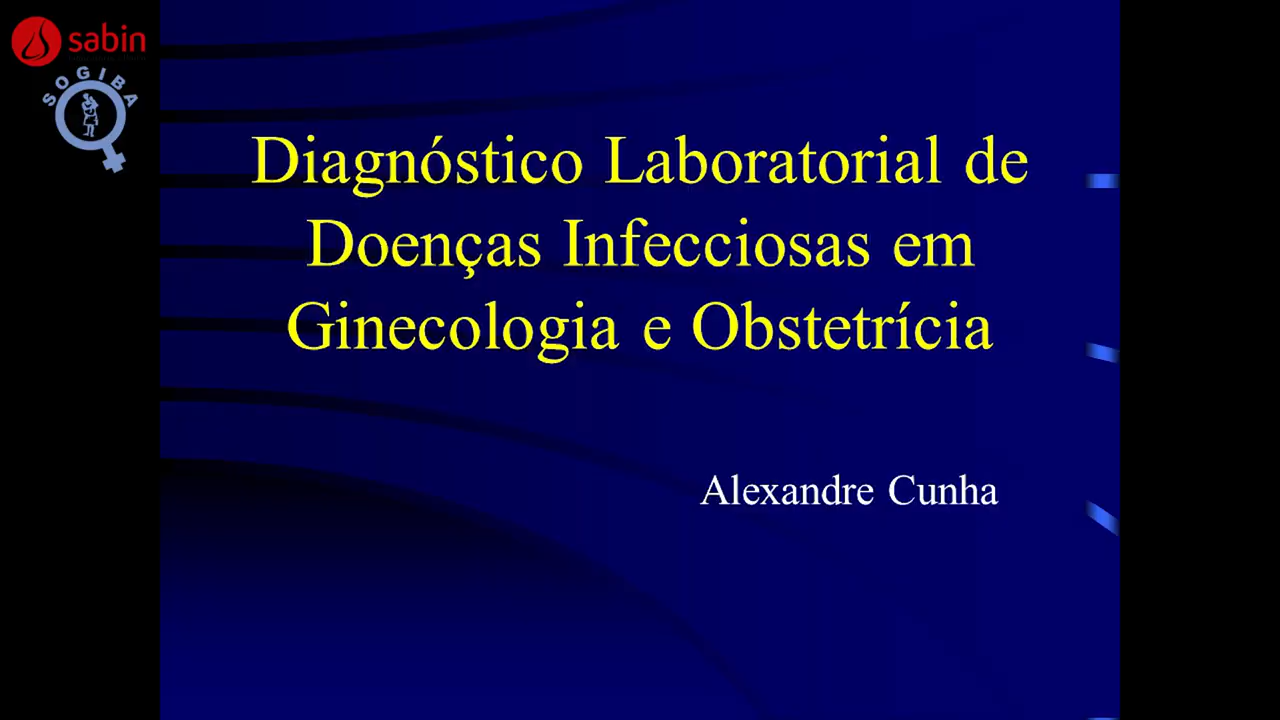 sabin
SOGIBA
Diagnóstico Laboratorial de
Doenças Infecciosas em
Ginecologia e Obstetrícia
Alexandre Cunha